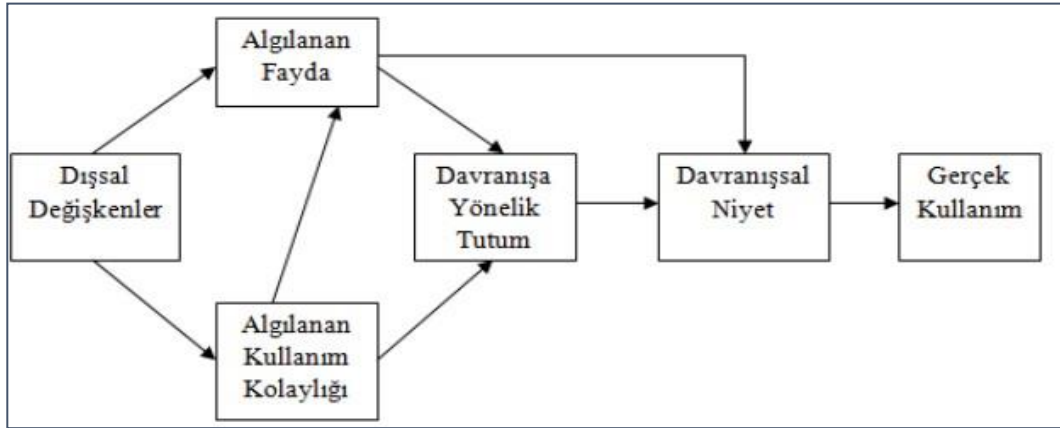 Algılanan
Fayda
Dışsal
Değişkenler
Davranışa
Yönelik
Tutum
Davranışsal
Niyet
Gerçek
Kullanım
Algılanan
Kullanım
Kolaylığı